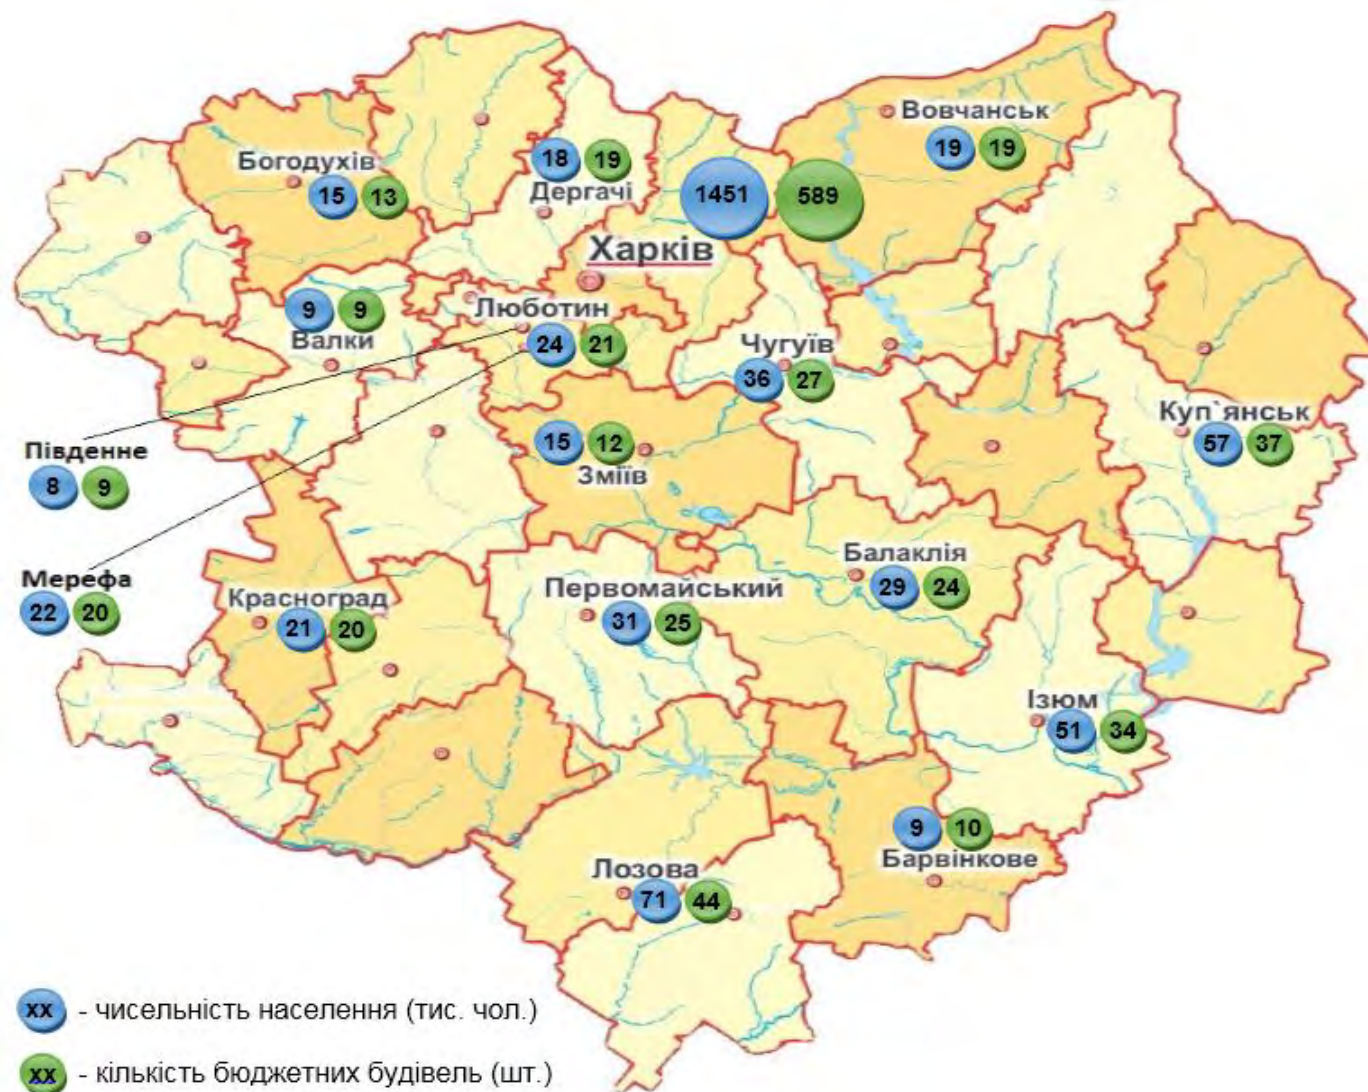 Вовчанськ
19 19
18 19
Дергачі
Богодухів
15 13
1451 589
Харків
Люботин
24 21
9 9
Валки
Чугуїв
36 27
Куп`янськ
57 37
Південне
8 9
15 12
Зміїв
Балаклія
29 24
Мерефа
22 20
Красноград
21 20
Первомайський
31 25
Ізюм
51 34
9 10
Барвінкове
Лозова
71 44
xx - чисельність населення (тис. чол.)
xx - кількість бюджетних будівель (шт.)